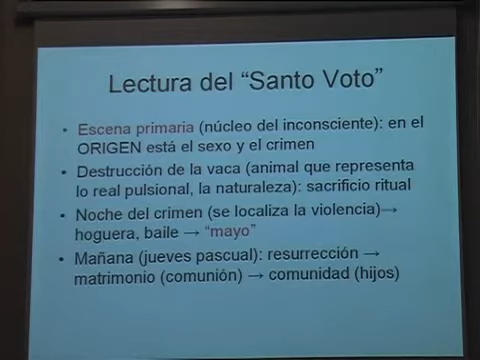 Lectura del “Santo Voto”
• Escena primaria (núcleo del inconsciente): en el
ORIGEN está el sexo y el crimen
• Destrucción de la vaca (animal que representa
lo real pulsional, la naturaleza): sacrificio ritual
• Noche del crimen (se localiza la violencia)→
hoguera, baile → “mayo”
• Mañana (jueves pascual): resurrección →
matrimonio (comunión) → comunidad (hijos)